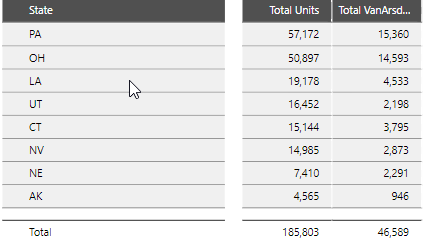 State Total Units Total VanArsd...
PA 57,172 15,360
OH 50,897 14,593
LA 19,178 4,533
UT 16,452 2,198
CT 15,144 3,795
NV 14,985 2,873
NE 7,410 2,291
AK 4,565 946
Total 185,803 46,589